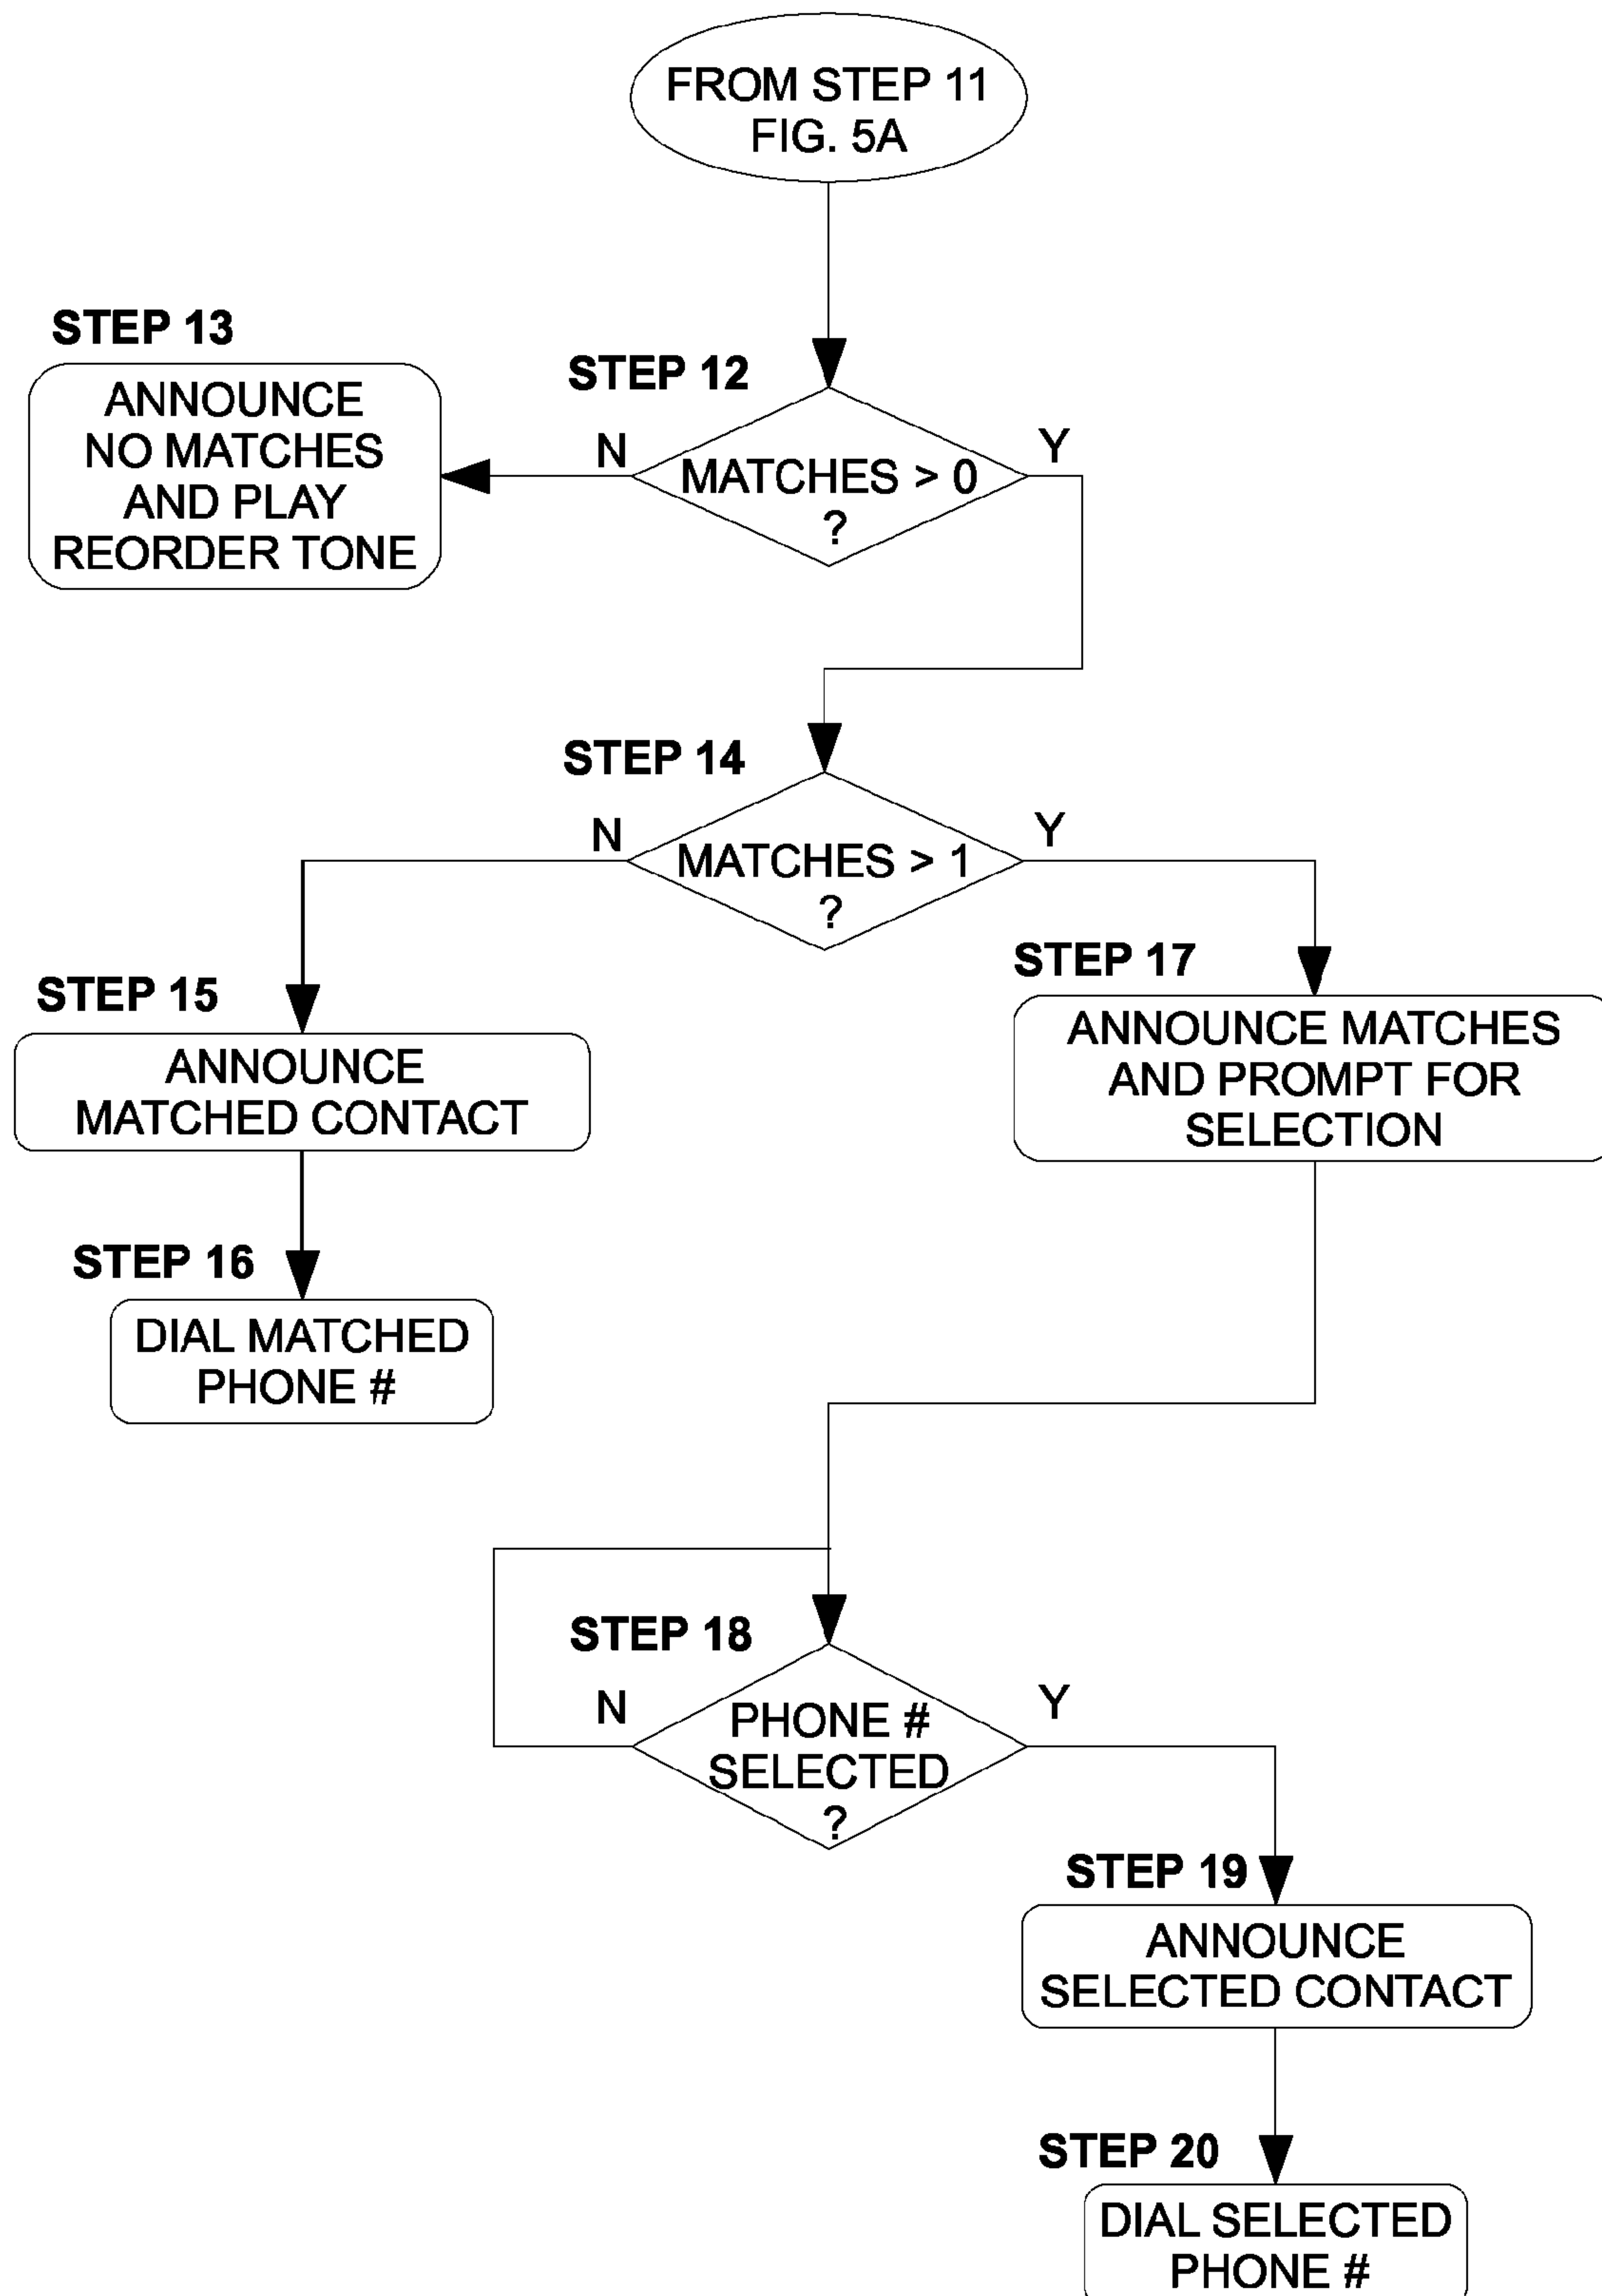 FROM STEP 11
FIG. 5A
STEP 13
ANNOUNCE
NO MATCHES
AND PLAY
REORDER TONE
STEP 12
N
Y
MATCHES > 0
?
STEP 14
N
Y
MATCHES > 1
?
STEP 15
ANNOUNCE
MATCHED CONTACT
STEP 17
ANNOUNCE MATCHES
AND PROMPT FOR
SELECTION
STEP 16
DIAL MATCHED
PHONE #
STEP 18
N
Y
PHONE #
SELECTED
?
STEP 19
ANNOUNCE
SELECTED CONTACT
STEP 20
DIAL SELECTED
PHONE #